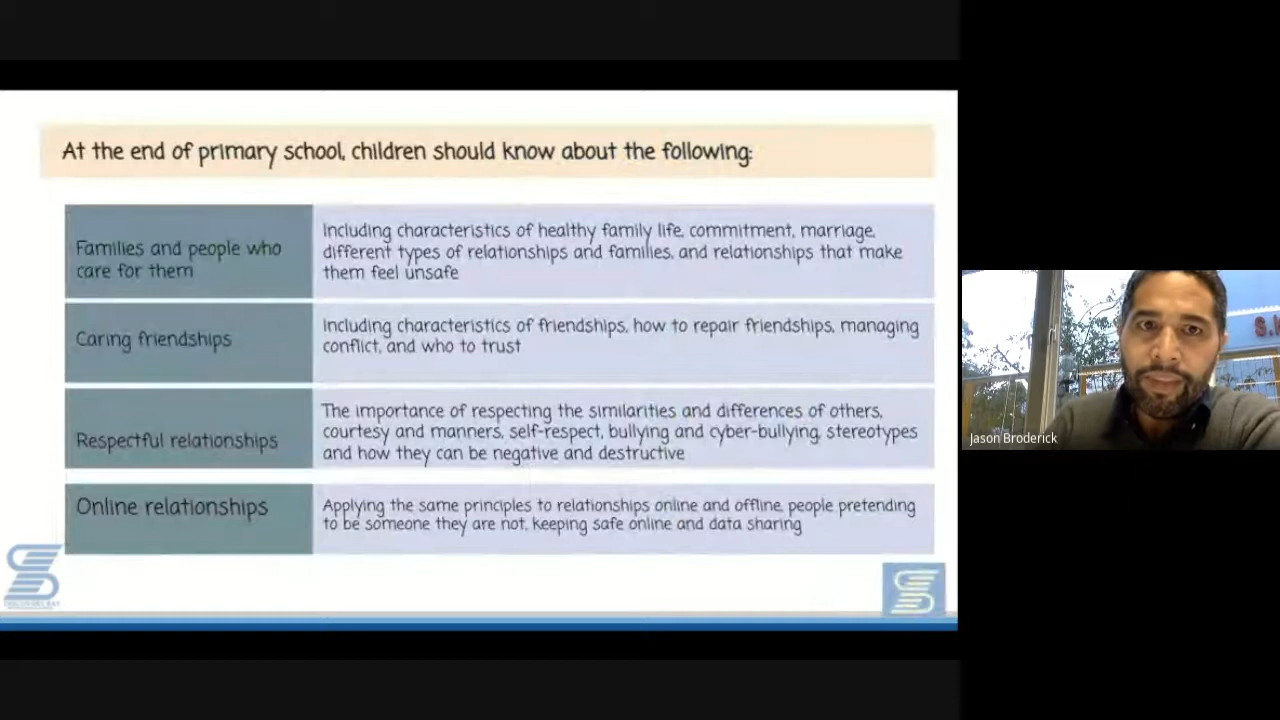 At the end of primary school, children should know about the following:
Families and people who
care for them
Including characteristics of healthy family life, commitment, marriage,
different types of relationships and families, and relationships that make
them feel unsafe
Caring friendships
Including characteristics of friendships, how to repair friendships, managing
conflict, and who to trust
Respectful relationships
The importance of respecting the similarities and differences of others,
courtesy and manners, self-respect, bullying and cyber-bullying, stereotypes
and how they can be negative and destructive
Online relationships
Applying the same principles to relationships online and offline, people pretending
to be someone they are not, keeping safe online and data sharing
Jason Broderick